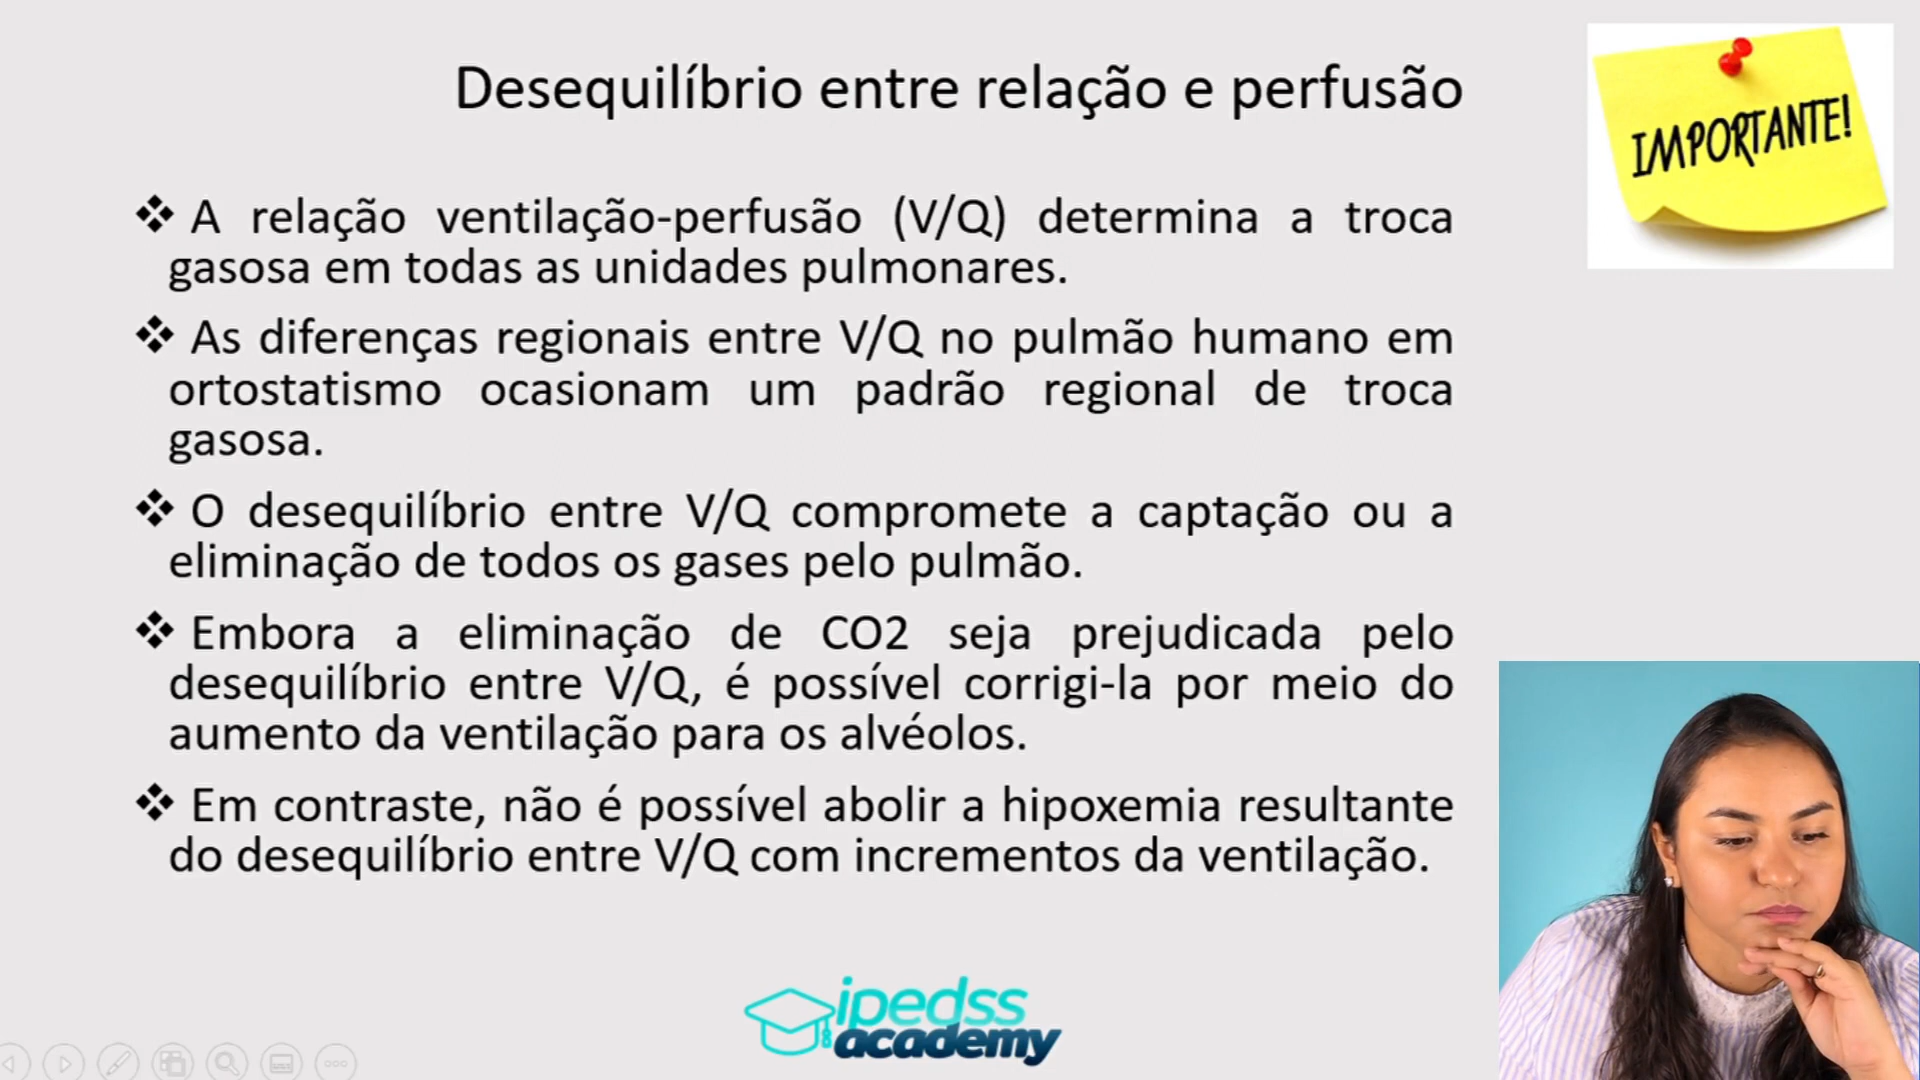 Desequilíbrio entre relação e perfusão
IMPORTANTE!
❖ A relação ventilação-perfusão (V/Q) determina a troca
gasosa em todas as unidades pulmonares.
❖ As diferenças regionais entre V/Q no pulmão humano em
ortostatismo ocasionam um padrão regional de troca
gasosa.
❖ O desequilíbrio entre V/Q compromete a captação ou a
eliminação de todos os gases pelo pulmão.
❖ Embora a eliminação de CO2 seja prejudicada pelo
desequilíbrio entre V/Q, é possível corrigi-la por meio do
aumento da ventilação para os alvéolos.
❖ Em contraste, não é possível abolir a hipoxemia resultante
do desequilíbrio entre V/Q com incrementos da ventilação.
ipedss
academy